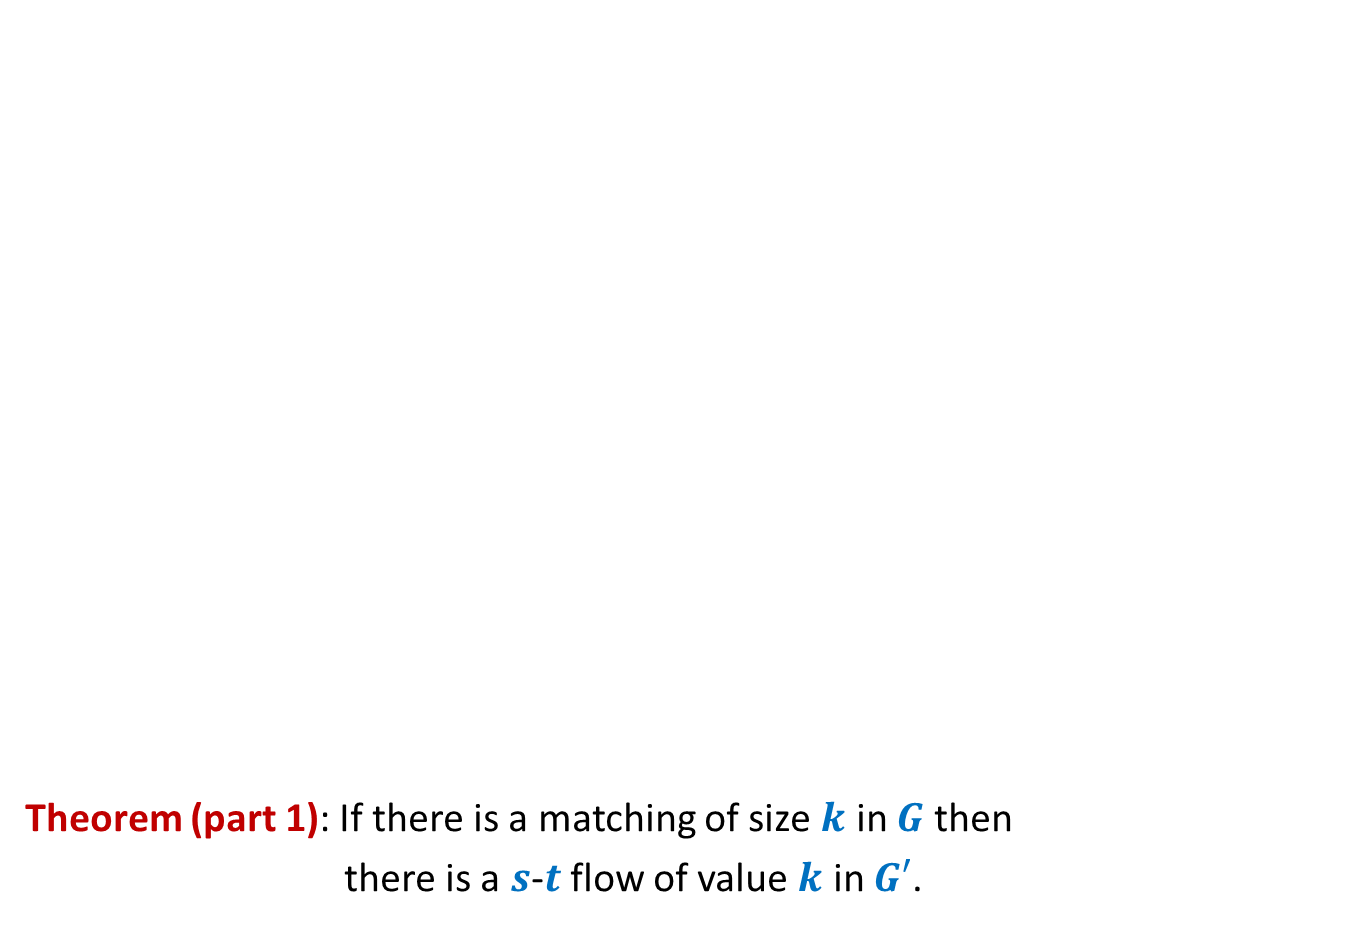 Theorem (part 1): If there is a matching of size k in G then
there is a s-t flow of value k in G′.